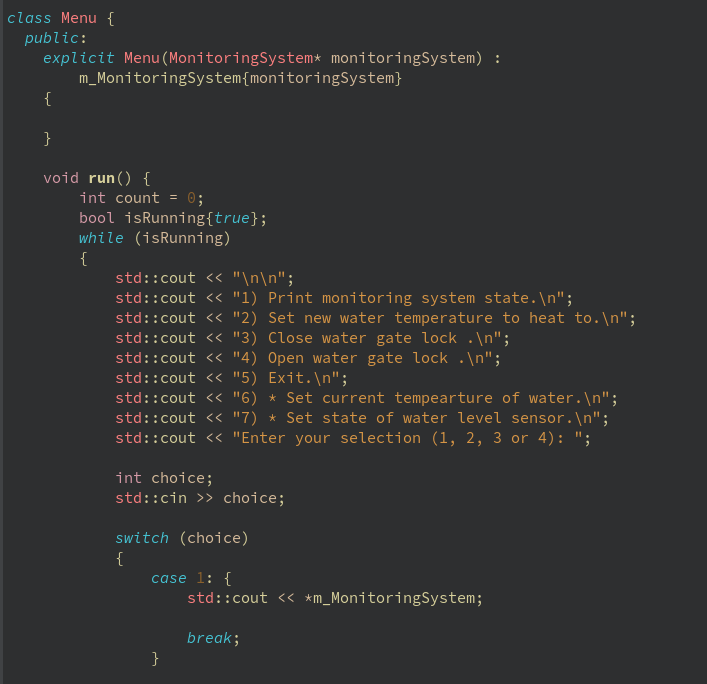 class Menu {
  public:
    explicit Menu(MonitoringSystem* monitoringSystem) :
        m_MonitoringSystem{monitoringSystem}
    {

    }

    void run() {
        int count = 0;
        bool isRunning{true};
        while (isRunning)
        {
            std::cout << "\n\n";
            std::cout << "1) Print monitoring system state.\n";
            std::cout << "2) Set new water temperature to heat to.\n";
            std::cout << "3) Close water gate lock .\n";
            std::cout << "4) Open water gate lock .\n";
            std::cout << "5) Exit.\n";
            std::cout << "6) * Set current tempearture of water.\n";
            std::cout << "7) * Set state of water level sensor.\n";
            std::cout << "Enter your selection (1, 2, 3 or 4): ";

            int choice;
            std::cin >> choice;

            switch (choice)
            {
                case 1: {
                    std::cout << *m_MonitoringSystem;

                    break;
                }